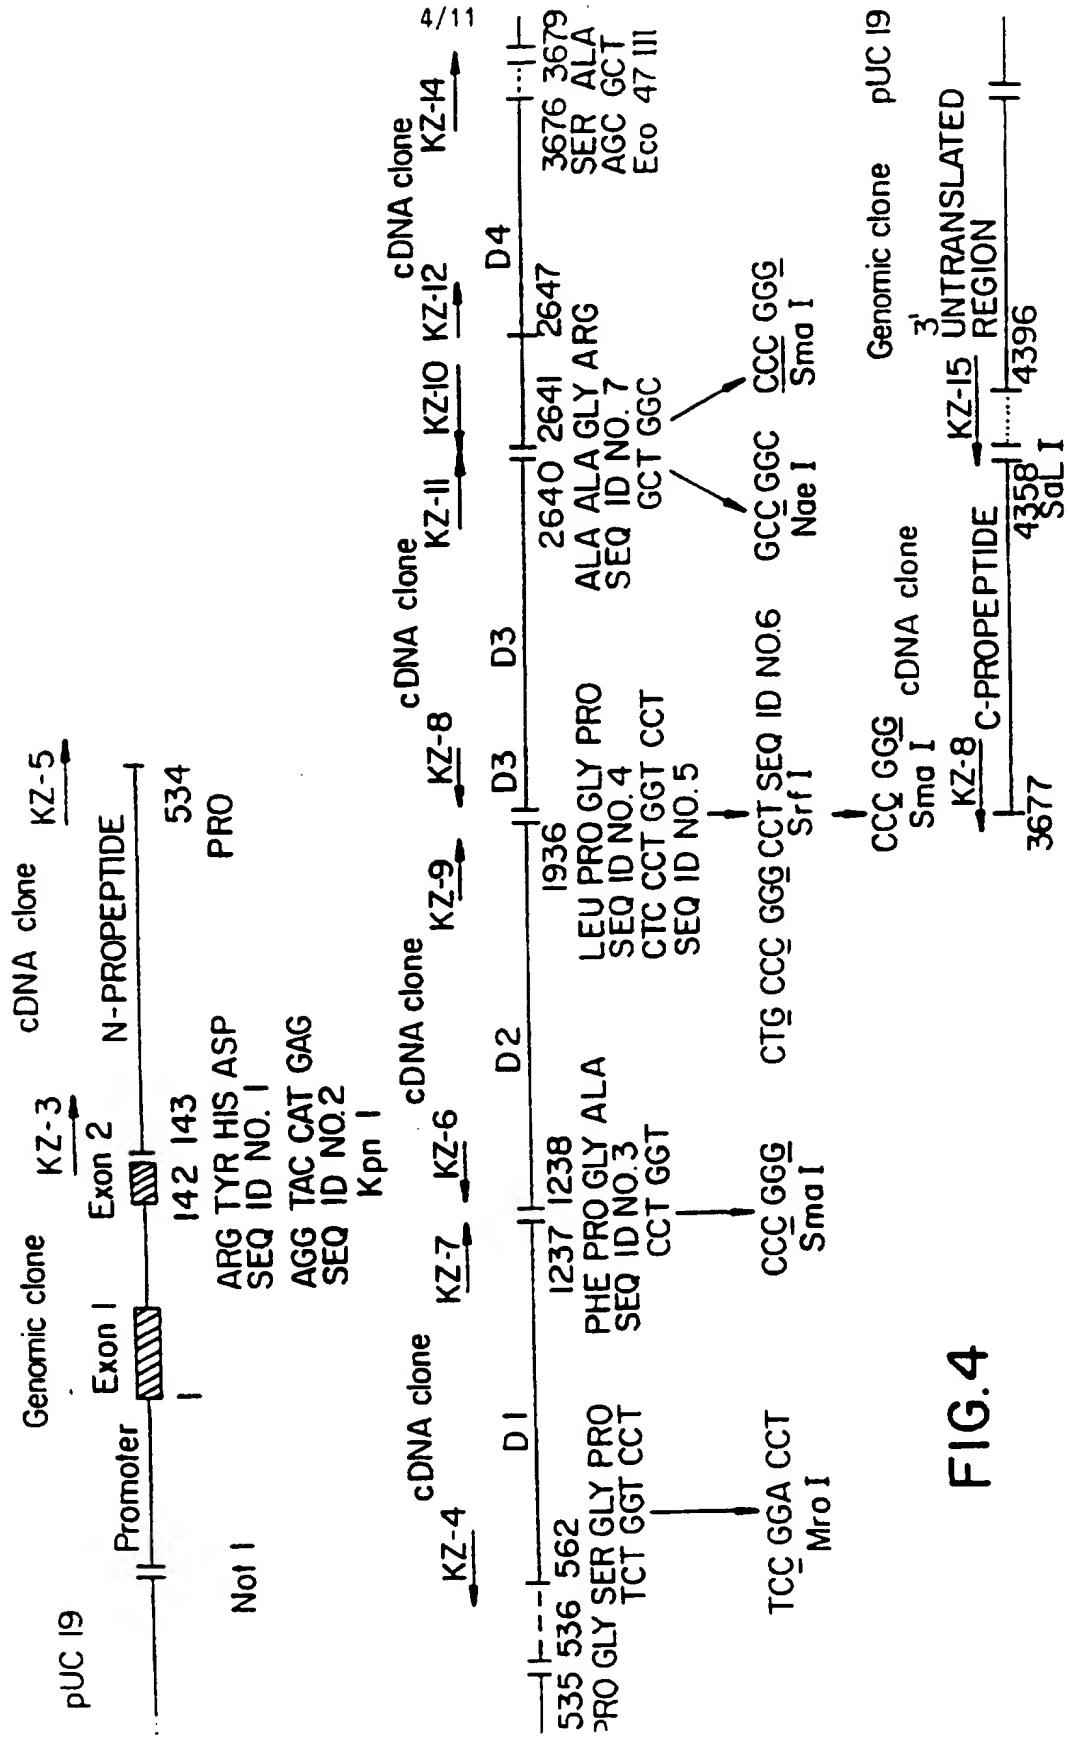 4/11
cDNA clone
KZ-5
Genomic clone
KZ-3
pUC 19
Promoter
Exon 1
Exon 2
N-PROPEPTIDE
Not I
1
142 143
534
PRO
ARG TYR HIS ASP
SEQ ID NO. 1
AGG TAC CAT GAG
SEQ ID NO.2
Kpn I
cDNA clone
cDNA clone
cDNA clone
cDNA clone
KZ-4
KZ-7
KZ-6
KZ-9
KZ-8
KZ-11
KZ-10
KZ-12
KZ-14
D1
D2
D3
D3
D4
535 536 562
PRO GLY SER GLY PRO
TCT GGT CCT
TCC GGA CCT
Mro I
1237 1238
PHE PRO GLY ALA
SEQ ID NO.3
CCT GGT
CCC GGG
Sma I
1936
LEU PRO GLY PRO
SEQ ID NO. 4
CTC CCT GGT CCT
SEQ ID NO.5
CTG CCC GGG CCT SEQ ID NO.6
Srf I
CCC GGG
Sma I
2640 2641
2647
ALA ALA GLY ARG
SEQ ID NO. 7
GCT GGC
GCC GGC
Nae I
CCC GGG
Sma I
3676 3679
SER ALA
AGC GCT
Eco 47 III
cDNA clone
Genomic clone
pUC 19
KZ-8
C-PROPEPTIDE
KZ-15
3'
UNTRANSLATED
REGION
3677
4358
SaL I
4396
FIG.4